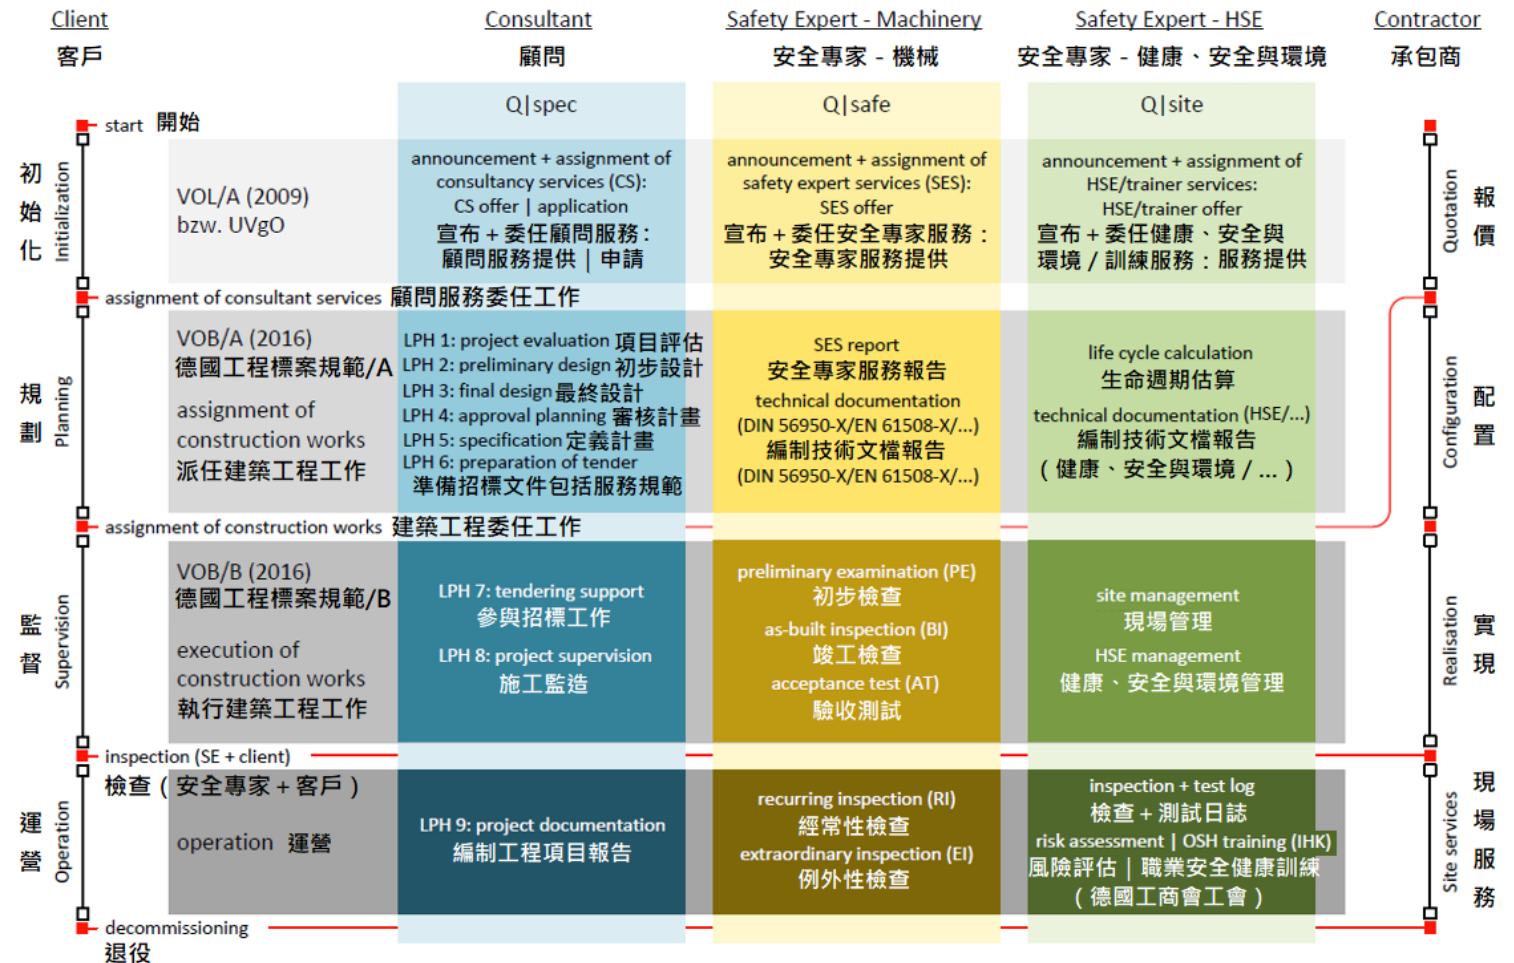 Client
客戶
Consultant
顧問
Safety Expert - Machinery
安全專家 - 機械
Safety Expert - HSE
安全專家 - 健康、安全與環境
Contractor
承包商
Q|spec
Q|safe
Q|site
start 開始
初始化
Initialization
VOL/A (2009)
bzw. UVgO
announcement + assignment of
consultancy services (CS):
CS offer | application
宣布 + 委任顧問服務：
顧問服務提供 | 申請
announcement + assignment of
safety expert services (SES):
SES offer
宣布 + 委任安全專家服務：
安全專家服務提供
announcement + assignment of
HSE/trainer services:
HSE/trainer offer
宣布 + 委任健康、安全與
環境 / 訓練服務：服務提供
Quotation
報價
assignment of consultant services 顧問服務委任工作
規劃
Planning
VOB/A (2016)
德國工程標案規範/A
assignment of
construction works
派任建築工程工作
LPH 1: project evaluation 項目評估
LPH 2: preliminary design 初步設計
LPH 3: final design 最終設計
LPH 4: approval planning 審核計畫
LPH 5: specification 定義計畫
LPH 6: preparation of tender
準備招標文件包括服務規範
SES report
安全專家服務報告
technical documentation
(DIN 56950-X/EN 61508-X/...)
編制技術文檔報告
(DIN 56950-X/EN 61508-X/...)
life cycle calculation
生命週期估算
technical documentation (HSE/...)
編制技術文檔報告
(健康、安全與環境 / ... )
Configuration
配置
assignment of construction works 建築工程委任工作
監督
Supervision
VOB/B (2016)
德國工程標案規範/B
execution of
construction works
執行建築工程工作
LPH 7: tendering support
參與招標工作
LPH 8: project supervision
施工監造
preliminary examination (PE)
初步檢查
as-built inspection (BI)
竣工檢查
acceptance test (AT)
驗收測試
site management
現場管理
HSE management
健康、安全與環境管理
Realisation
實現
inspection (SE + client)
檢查 ( 安全專家 + 客戶 )
運營
Operation
operation 運營
LPH 9: project documentation
編制工程項目報告
recurring inspection (RI)
經常性檢查
extraordinary inspection (EI)
例外性檢查
inspection + test log
檢查 + 測試日誌
risk assessment | OSH training (IHK)
風險評估 | 職業安全健康訓練
( 德國工商會工會 )
Site services
現場服務
decommissioning
退役